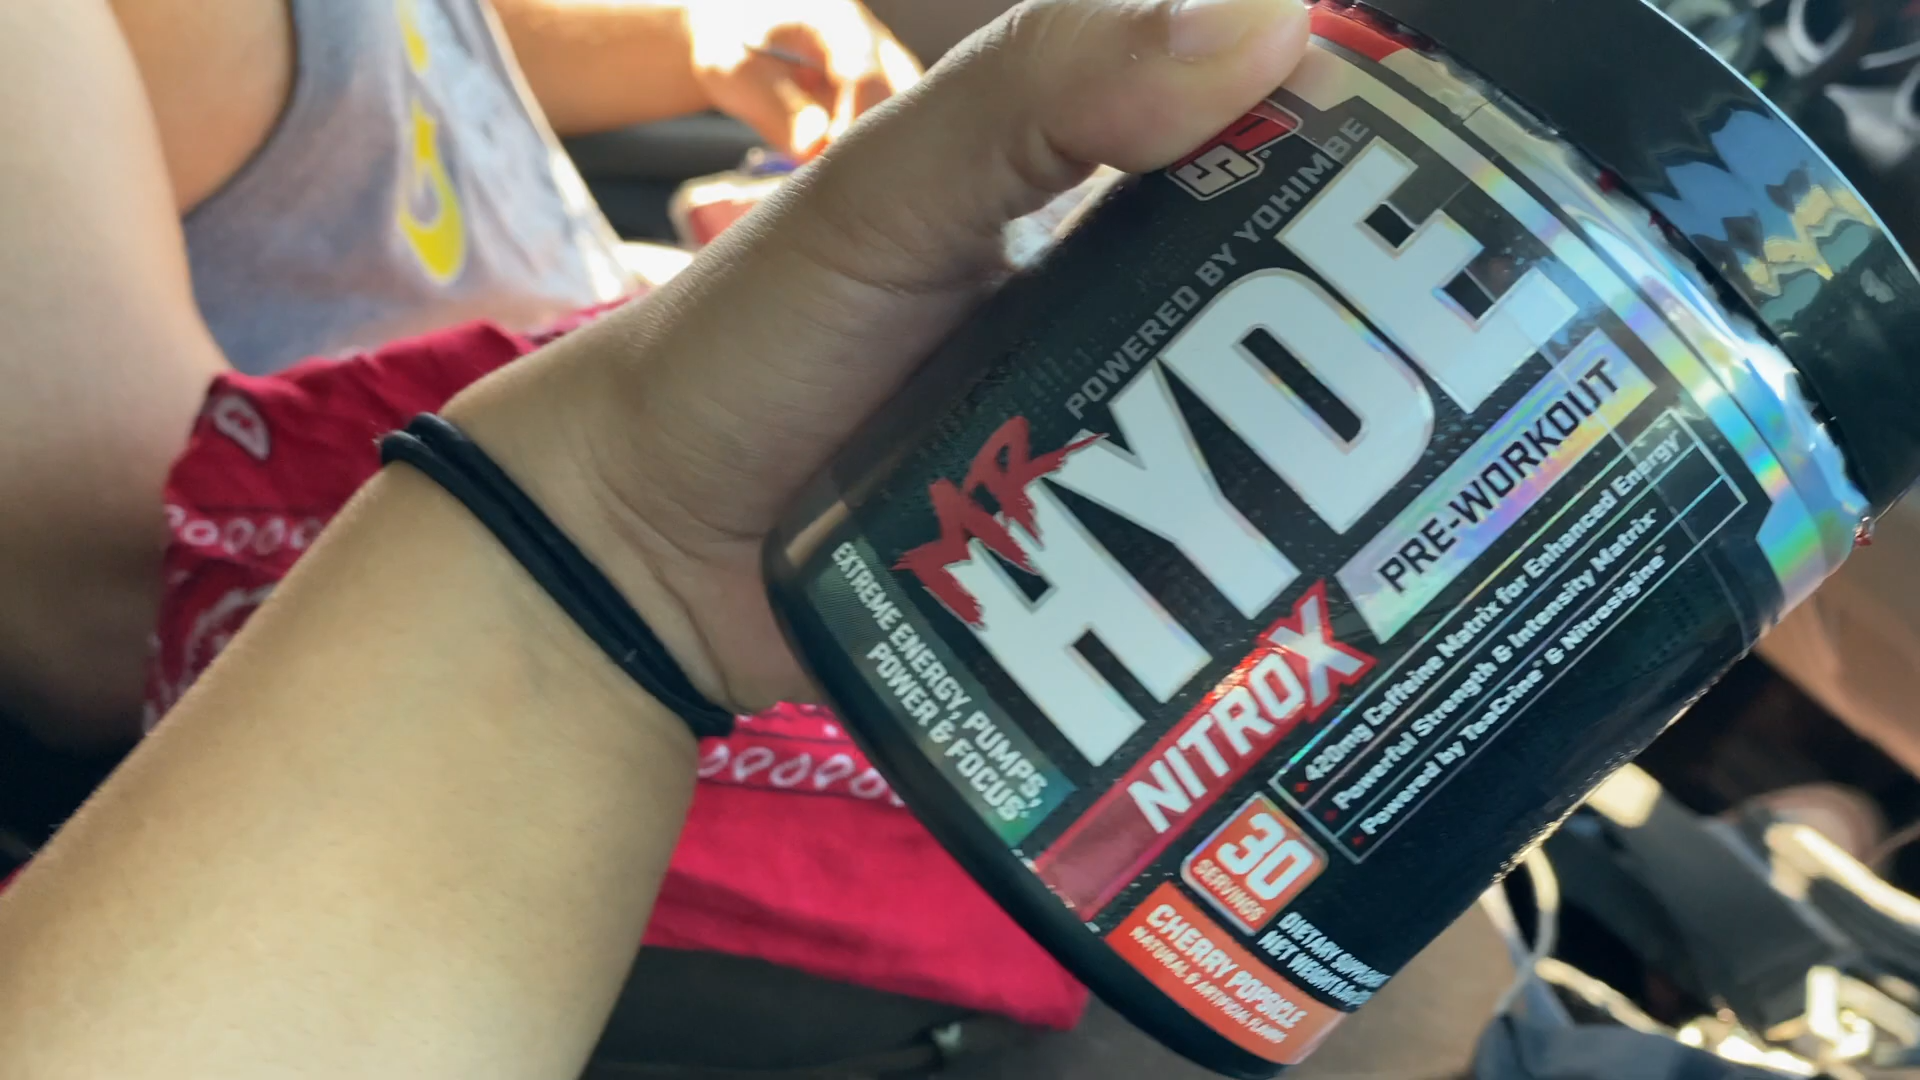 POWERED BY YOHIMBE
MR
HYDE
NITROX
PRE-WORKOUT
EXTREME ENERGY, PUMPS,
POWER & FOCUS*
420mg Caffeine Matrix for Enhanced Energy*
Powerful Strength & Intensity Matrix*
Powered by TeaCrine® & Nitrosigine®
30
SERVINGS
CHERRY POPSICLE
NATURAL & ARTIFICIAL FLAVORS
DIETARY SUPPLEMENT
NET WEIGHT